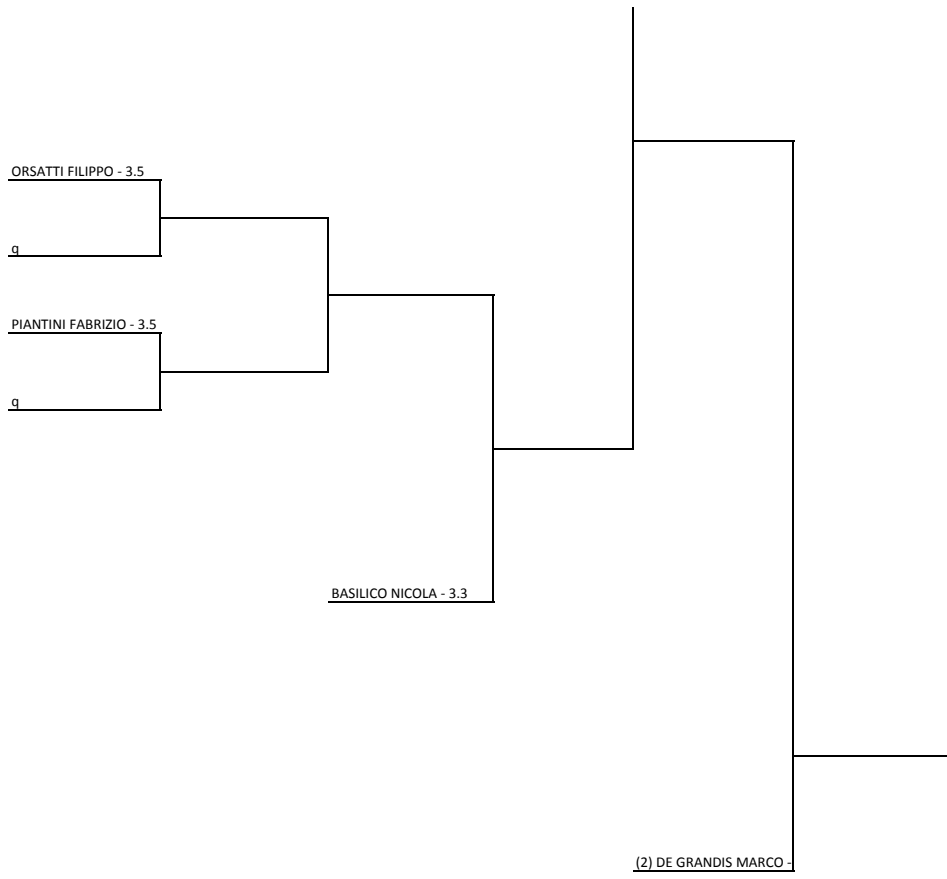 ORSATTI FILIPPO - 3.5
q
PIANTINI FABRIZIO - 3.5
q
BASILICO NICOLA - 3.3
(2) DE GRANDIS MARCO -